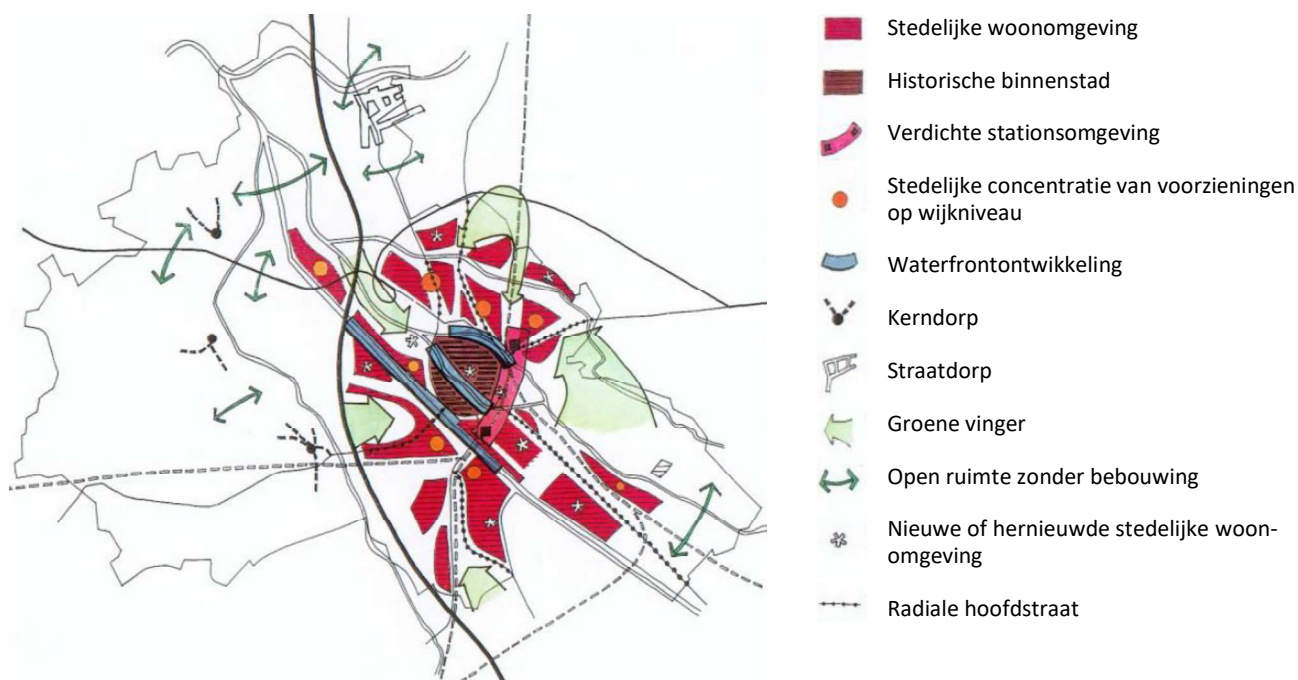 Stedelijke woonomgeving
Historische binnenstad
Verdichte stationsomgeving
Stedelijke concentratie van voorzieningen
op wijkniveau
Waterfrontontwikkeling
Kerndorp
Straatdorp
Groene vinger
Open ruimte zonder bebouwing
Nieuwe of hernieuwde stedelijke woon-
omgeving
Radiale hoofdstraat